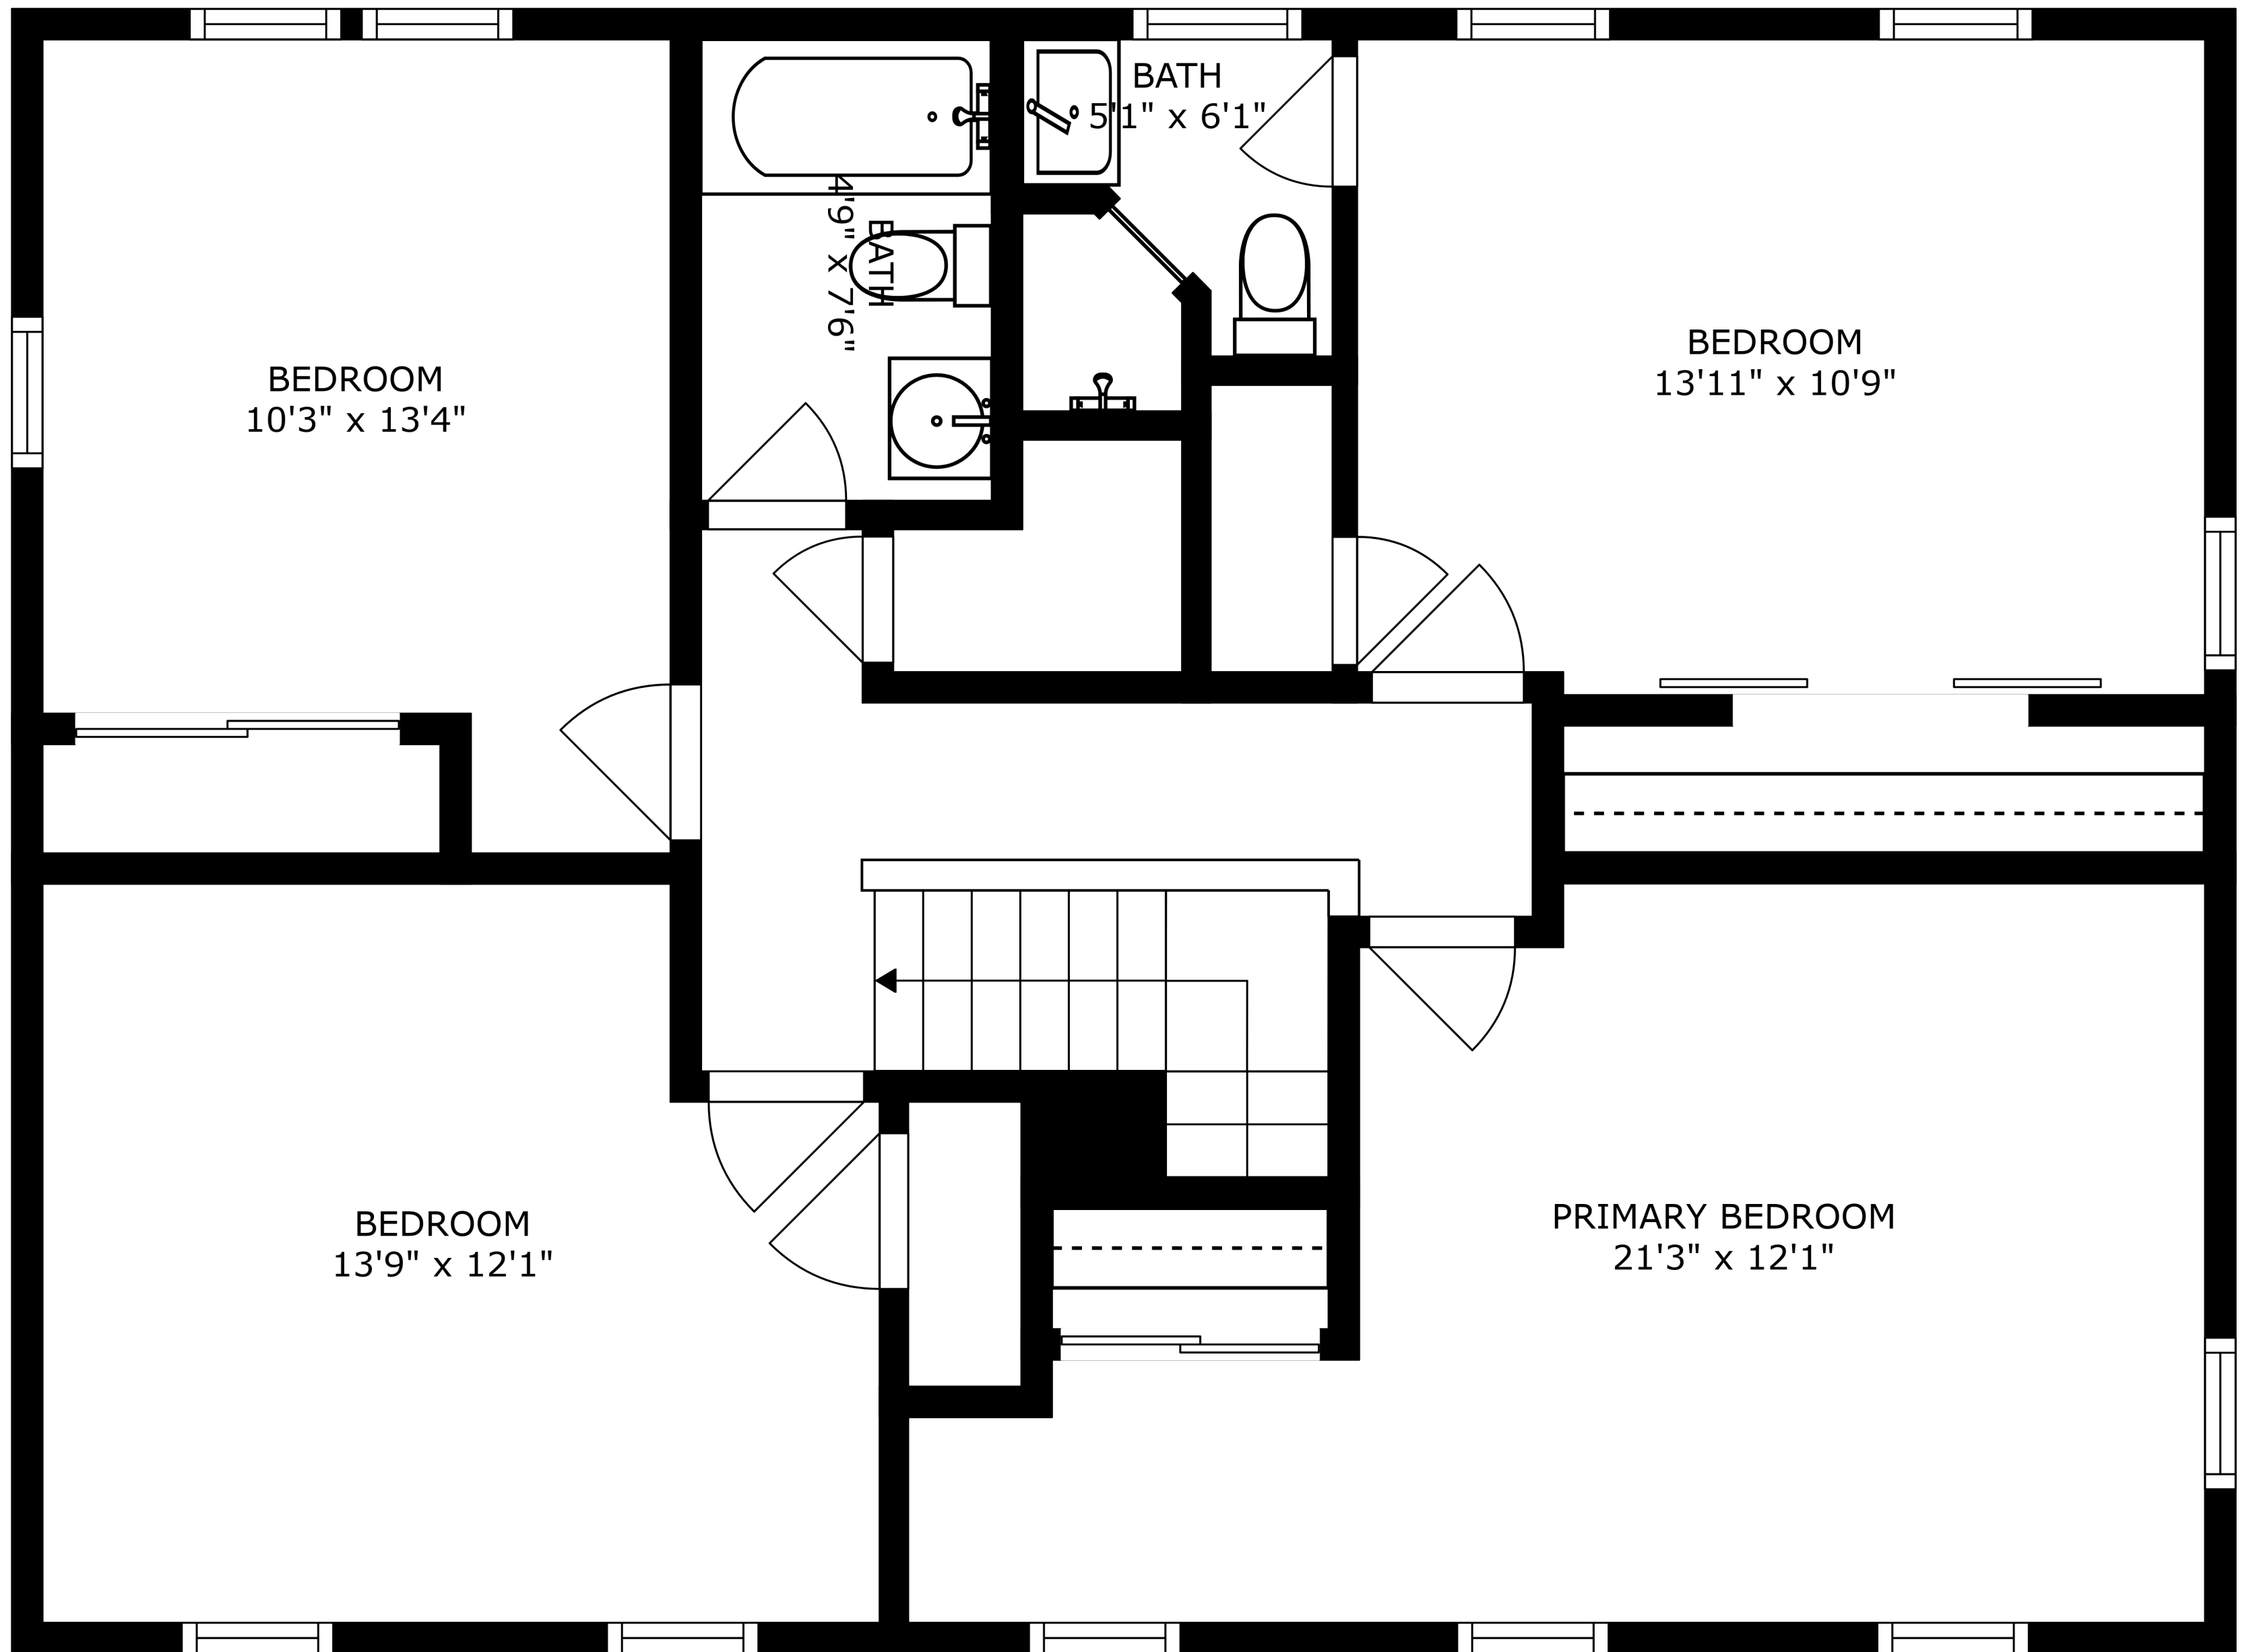 BATH
5'1" x 6'1"
BATH
4'9" x 7'6"
BEDROOM
10'3" x 13'4"
BEDROOM
13'11" x 10'9"
BEDROOM
13'9" x 12'1"
PRIMARY BEDROOM
21'3" x 12'1"